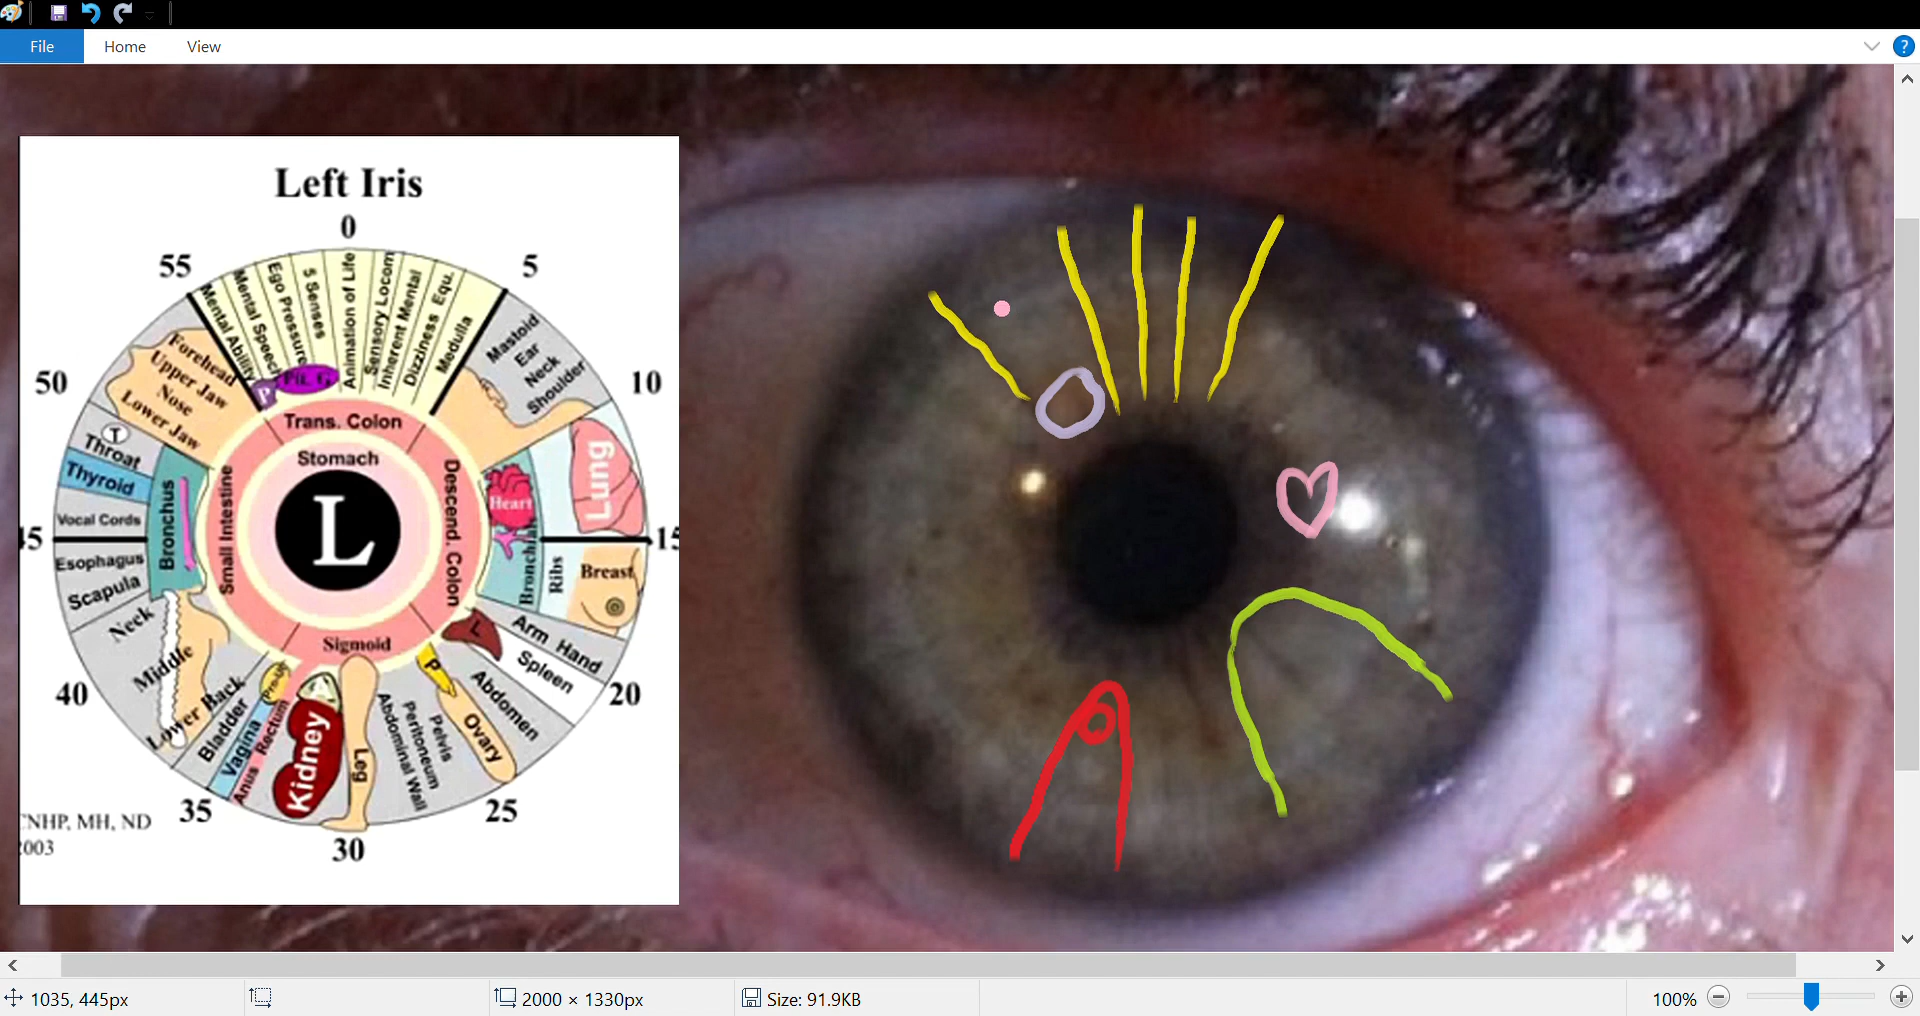 File
Home
View
Left Iris
0
55
5
50
10
45
15
40
20
35
25
30
Mental Ability
Mental Speech
Ego Pressure
5 Senses
Animation of Life
Sensory Locom
Inherent Mental
Dizziness Equ.
Medulla
P
Pit. G.
Forehead
Upper Jaw
Nose
Lower Jaw
Mastoid
Ear
Neck
Shoulder
Trans. Colon
Stomach
L
Small Intestine
Descend. Colon
Sigmoid
T
Throat
Thyroid
Vocal Cords
Bronchus
Esophagus
Scapula
Neck
Middle
Lower Back
Bladder
Vagina
Anus Rectum
Kidney
Leg
Heart
Lung
Ribs
Breast
L
Arm Hand
Spleen
P
Abdomen
Ovary
Pelvis
Peritoneum
Abdominal Wall
CNHP, MH, ND
2003
1035, 445px
2000 × 1330px
Size: 91.9KB
100%